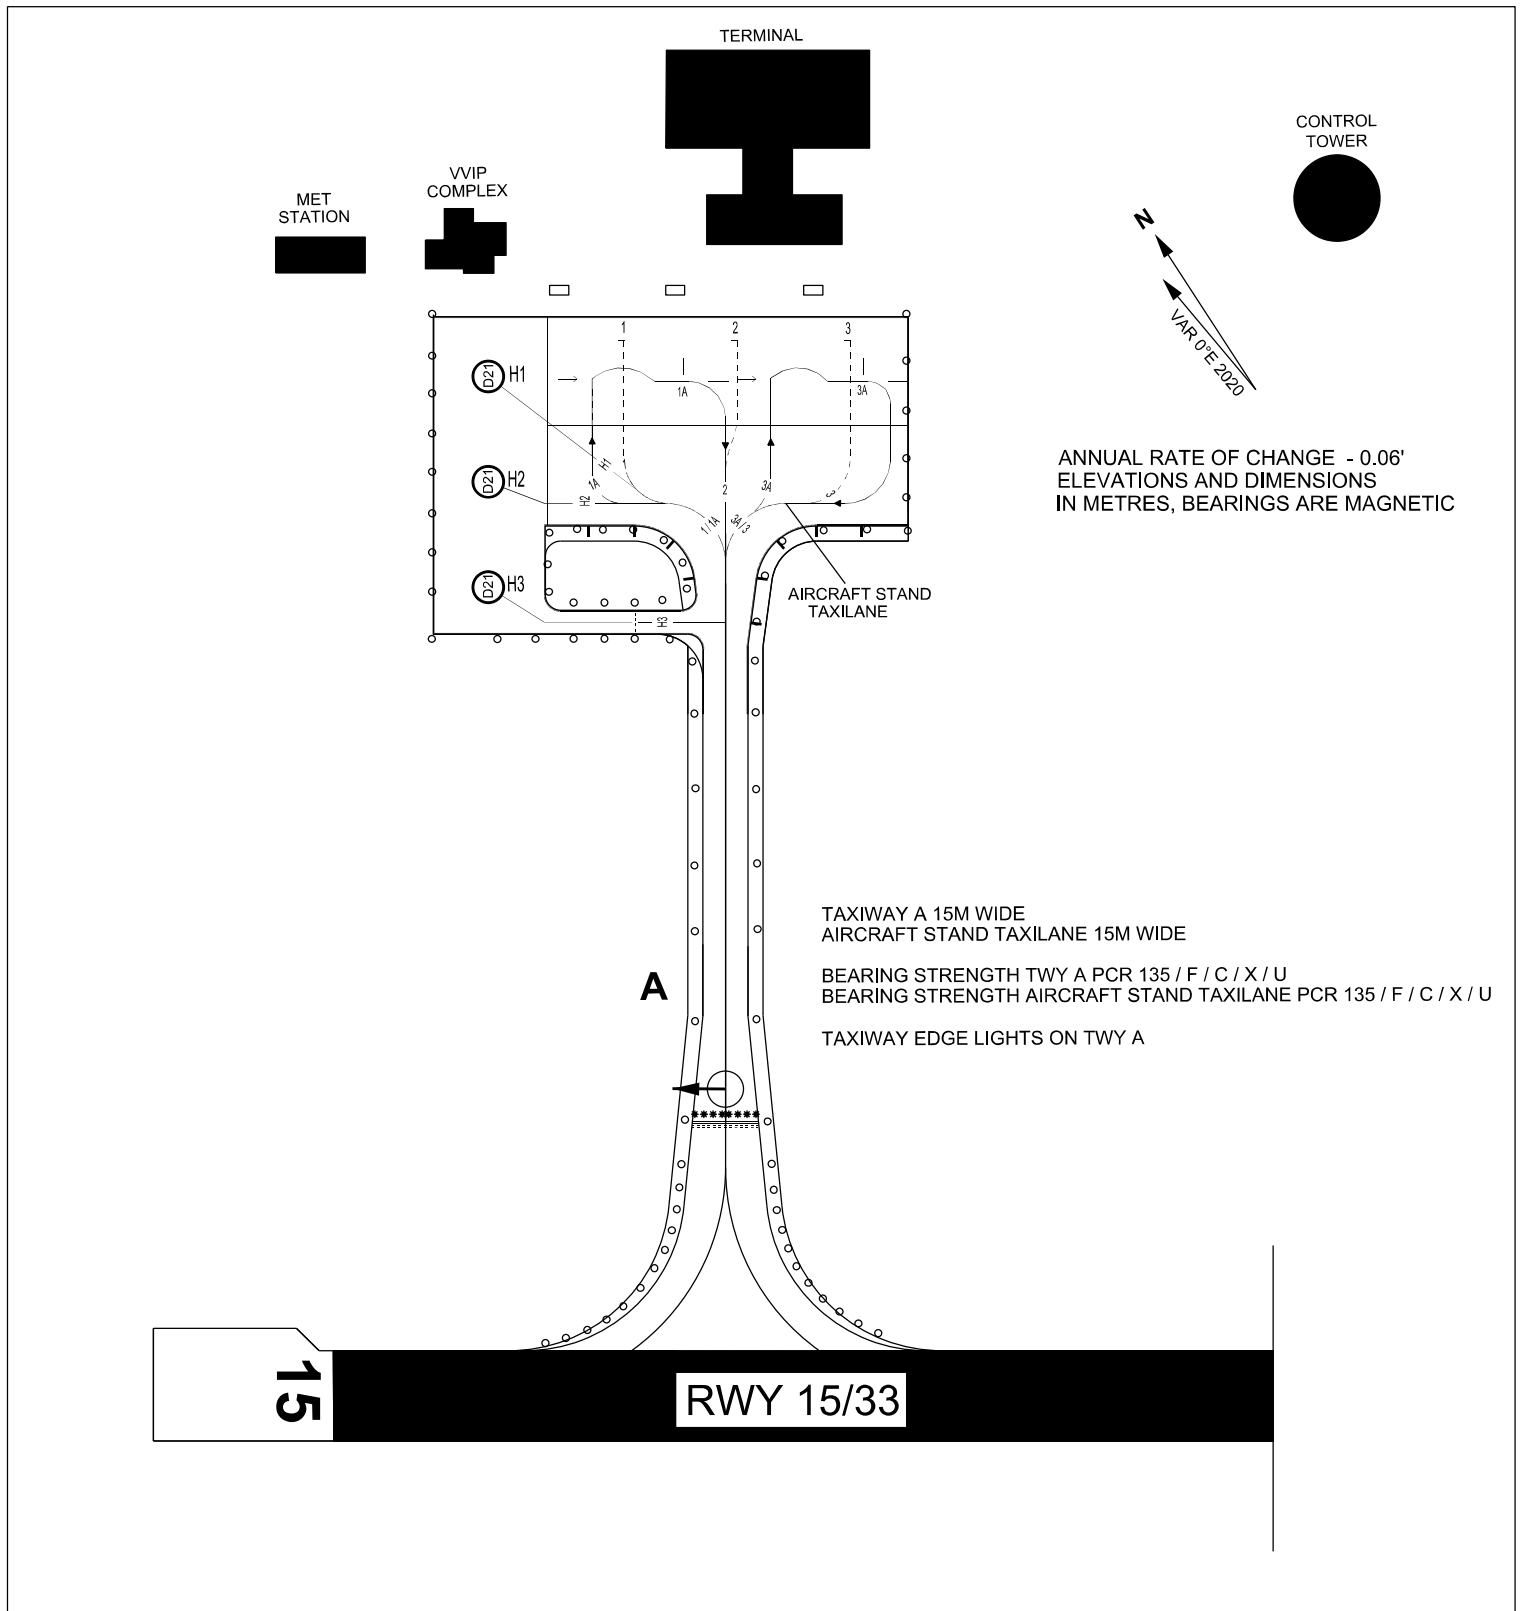 TERMINAL
CONTROL
TOWER
VVIP
COMPLEX
MET
STATION
N
VAR 0°E 2020
1
2
3
D21
H1
1A
3A
ANNUAL RATE OF CHANGE - 0.06'
ELEVATIONS AND DIMENSIONS
IN METRES, BEARINGS ARE MAGNETIC
H1
D21
H2
1A
3A
2
3
H2
1/1A
3A/3
D21
H3
AIRCRAFT STAND
TAXILANE
H3
TAXIWAY A 15M WIDE
AIRCRAFT STAND TAXILANE 15M WIDE
BEARING STRENGTH TWY A PCR 135 / F / C / X / U
BEARING STRENGTH AIRCRAFT STAND TAXILANE PCR 135 / F / C / X / U
TAXIWAY EDGE LIGHTS ON TWY A
A
15
RWY 15/33